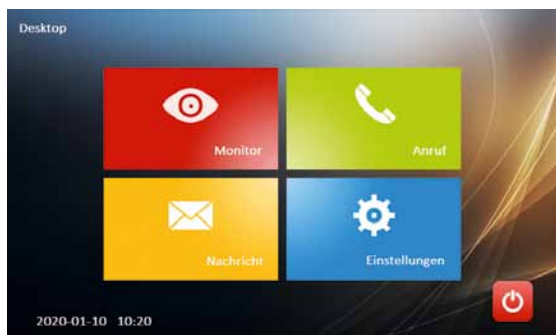 Desktop
Monitor
Anruf
Nachricht
Einstellungen
2020-01-10 10:20